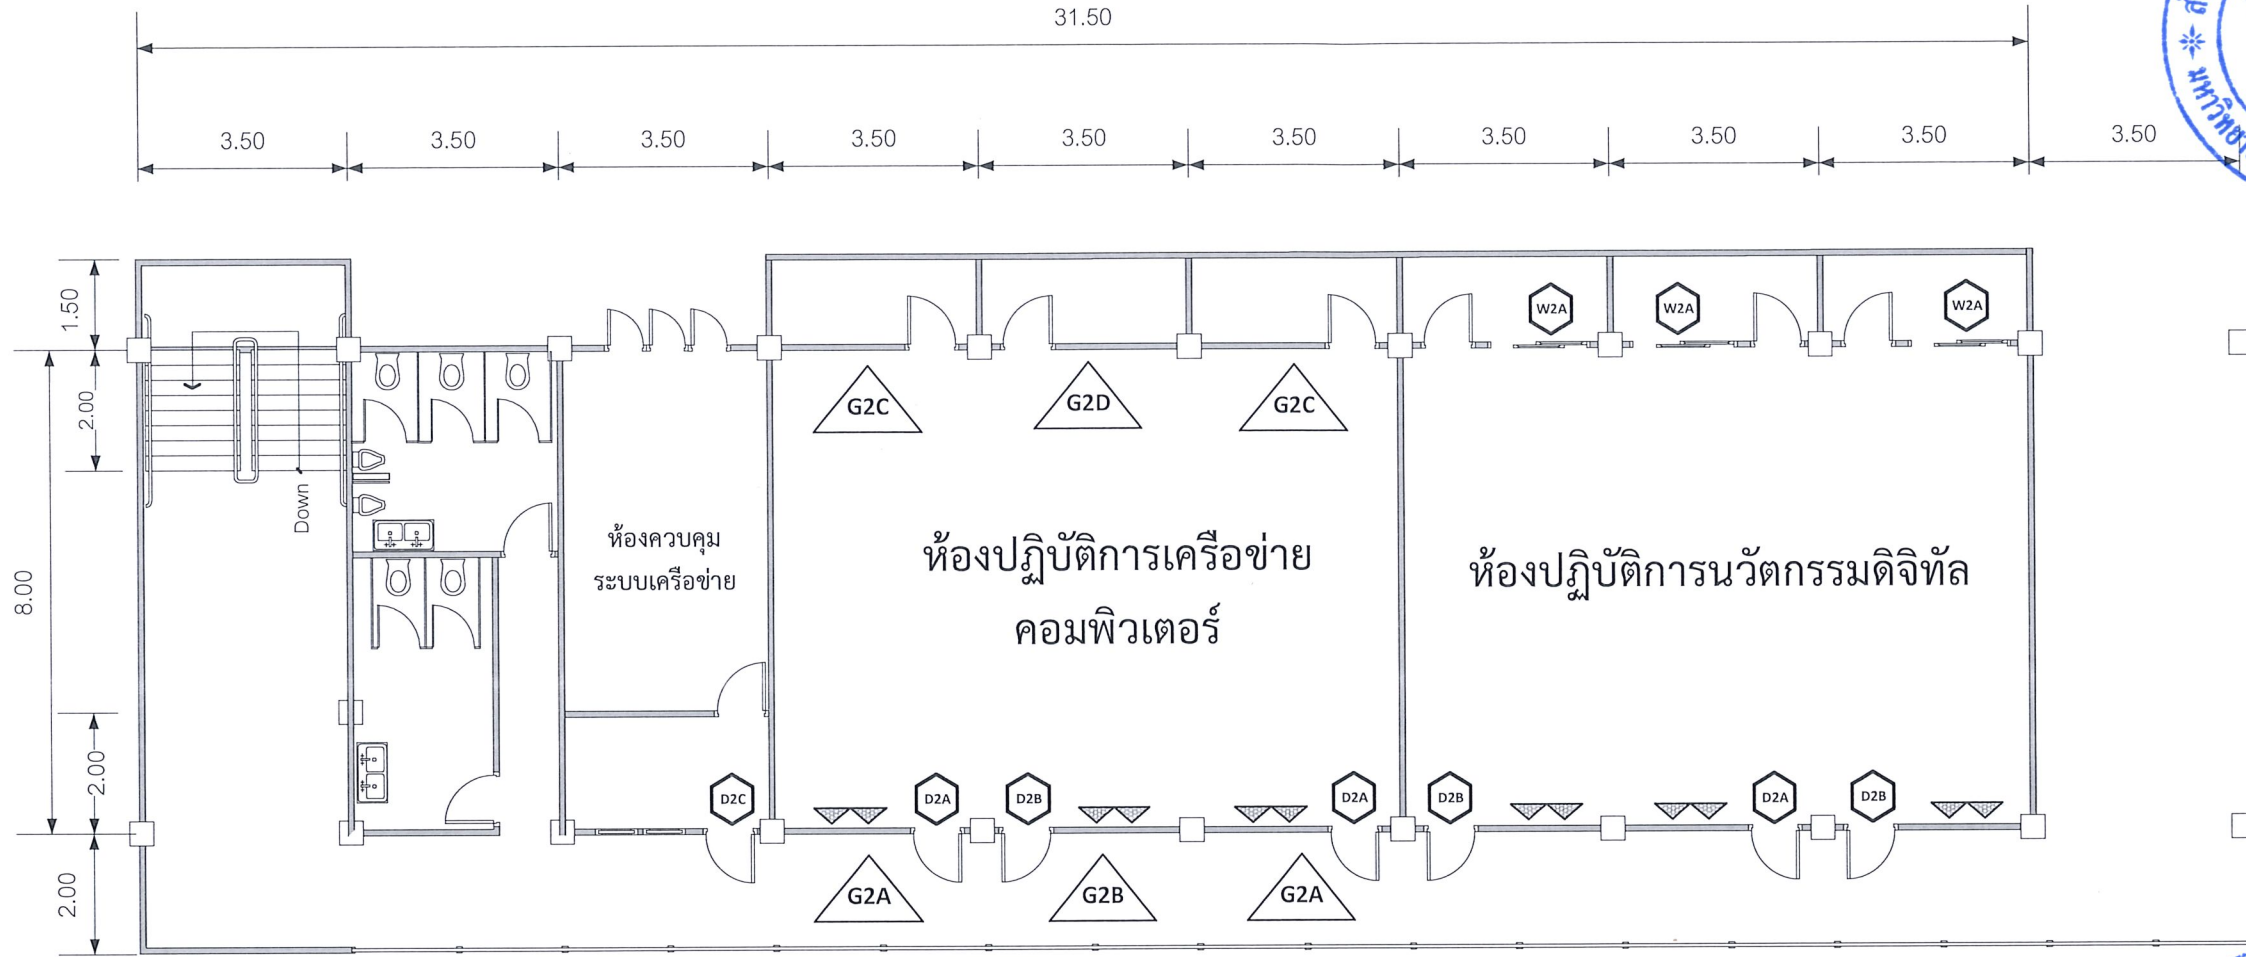 31.50
3.50 3.50 3.50 3.50 3.50 3.50 3.50 3.50 3.50 3.50
1.50
W2A W2A W2A
8.00
2.00
G2C G2D G2C
Down
ห้องควบคุม
ระบบเครือข่าย
ห้องปฏิบัติการเครือข่าย
คอมพิวเตอร์
ห้องปฏิบัติการนวัตกรรมดิจิทัล
2.00
D2C D2A D2B D2A D2B D2A D2B
2.00
G2A G2B G2A